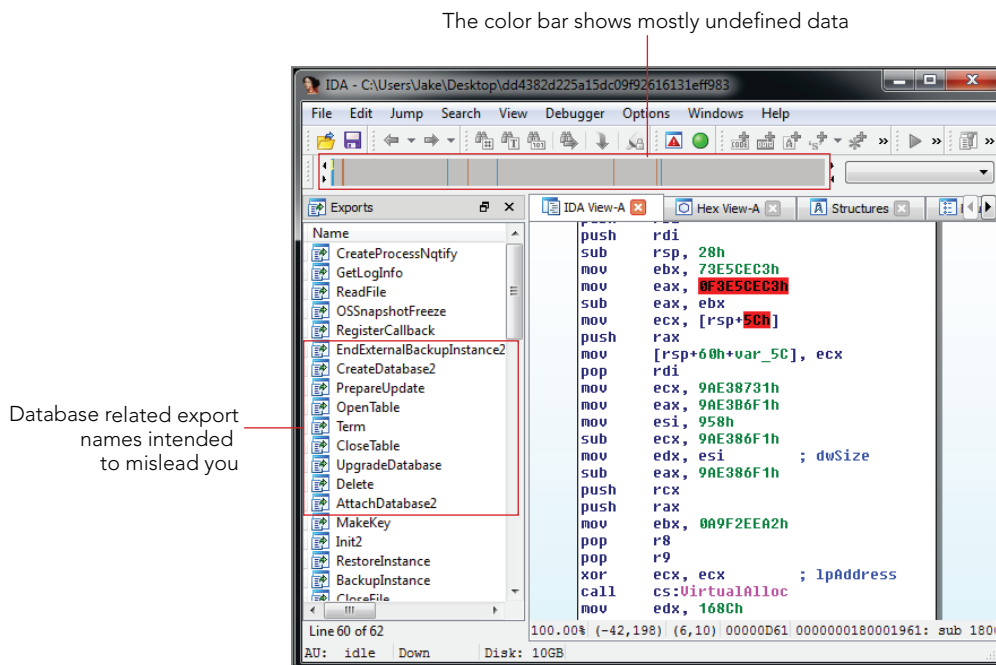 The color bar shows mostly undefined data
IDA - C:\Users\Jake\Desktop\dd4382d225a15dc09f92616131eff983
File Edit Jump Search View Debugger Options Windows Help
Exports
IDA View-A
Hex View-A
Structures
Name
CreateProcessNqtify
GetLogInfo
ReadFile
OSSnapshotFreeze
RegisterCallback
EndExternalBackupInstance2
CreateDatabase2
PrepareUpdate
OpenTable
Term
CloseTable
UpgradeDatabase
Delete
AttachDatabase2
MakeKey
Init2
RestoreInstance
BackupInstance
CloseFile
Line 60 of 62
Database related export
names intended
to mislead you
push rdi
sub rsp, 28h
mov ebx, 73E5CEC3h
mov eax, 0F3E5CEC3h
sub eax, ebx
mov ecx, [rsp+5Ch]
push rax
mov [rsp+60h+var_5C], ecx
pop rdi
mov ecx, 9AE38731h
mov eax, 9AE3B6F1h
mov esi, 958h
sub ecx, 9AE386F1h
mov edx, esi ; dwSize
sub eax, 9AE386F1h
push rcx
push rax
mov ebx, 0A9F2EEA2h
pop r8
pop r9
xor ecx, ecx ; lpAddress
call cs:VirtualAlloc
mov edx, 168Ch
100.00% (-42,198) (6,10) 00000D61 0000000180001961: sub 1800
AU: idle Down Disk: 10GB